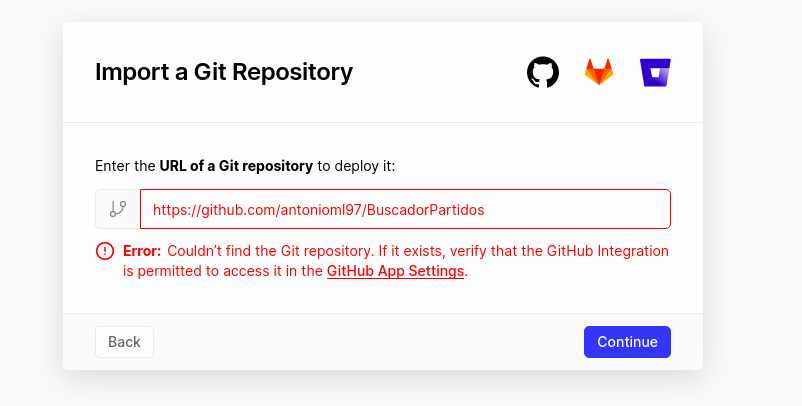 Import a Git Repository
Enter the URL of a Git repository to deploy it:
https://github.com/antonioml97/BuscadorPartidos
Error: Couldn't find the Git repository. If it exists, verify that the GitHub Integration
is permitted to access it in the GitHub App Settings.
Back
Continue